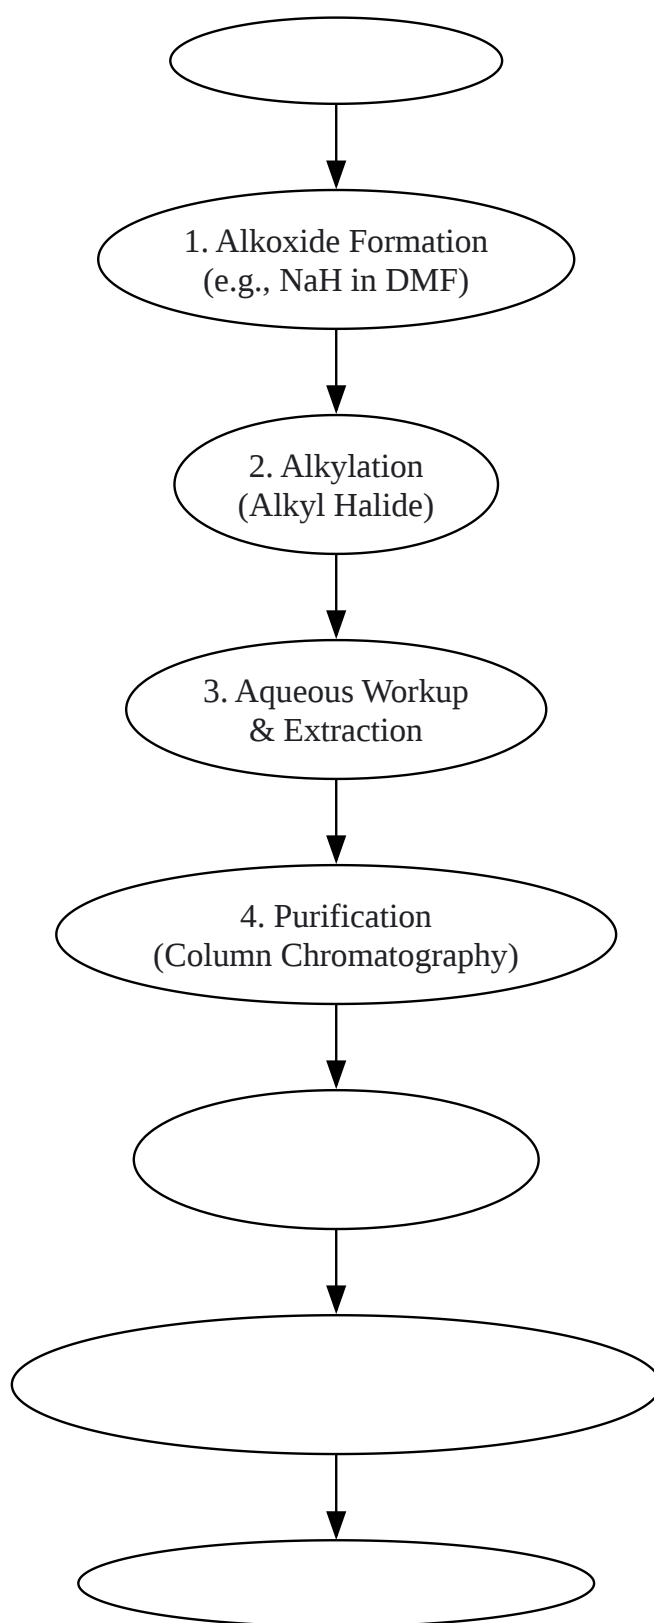 1. Alkoxide Formation
(e.g., NaH in DMF)
2. Alkylation
(Alkyl Halide)
3. Aqueous Workup
& Extraction
4. Purification
(Column Chromatography)